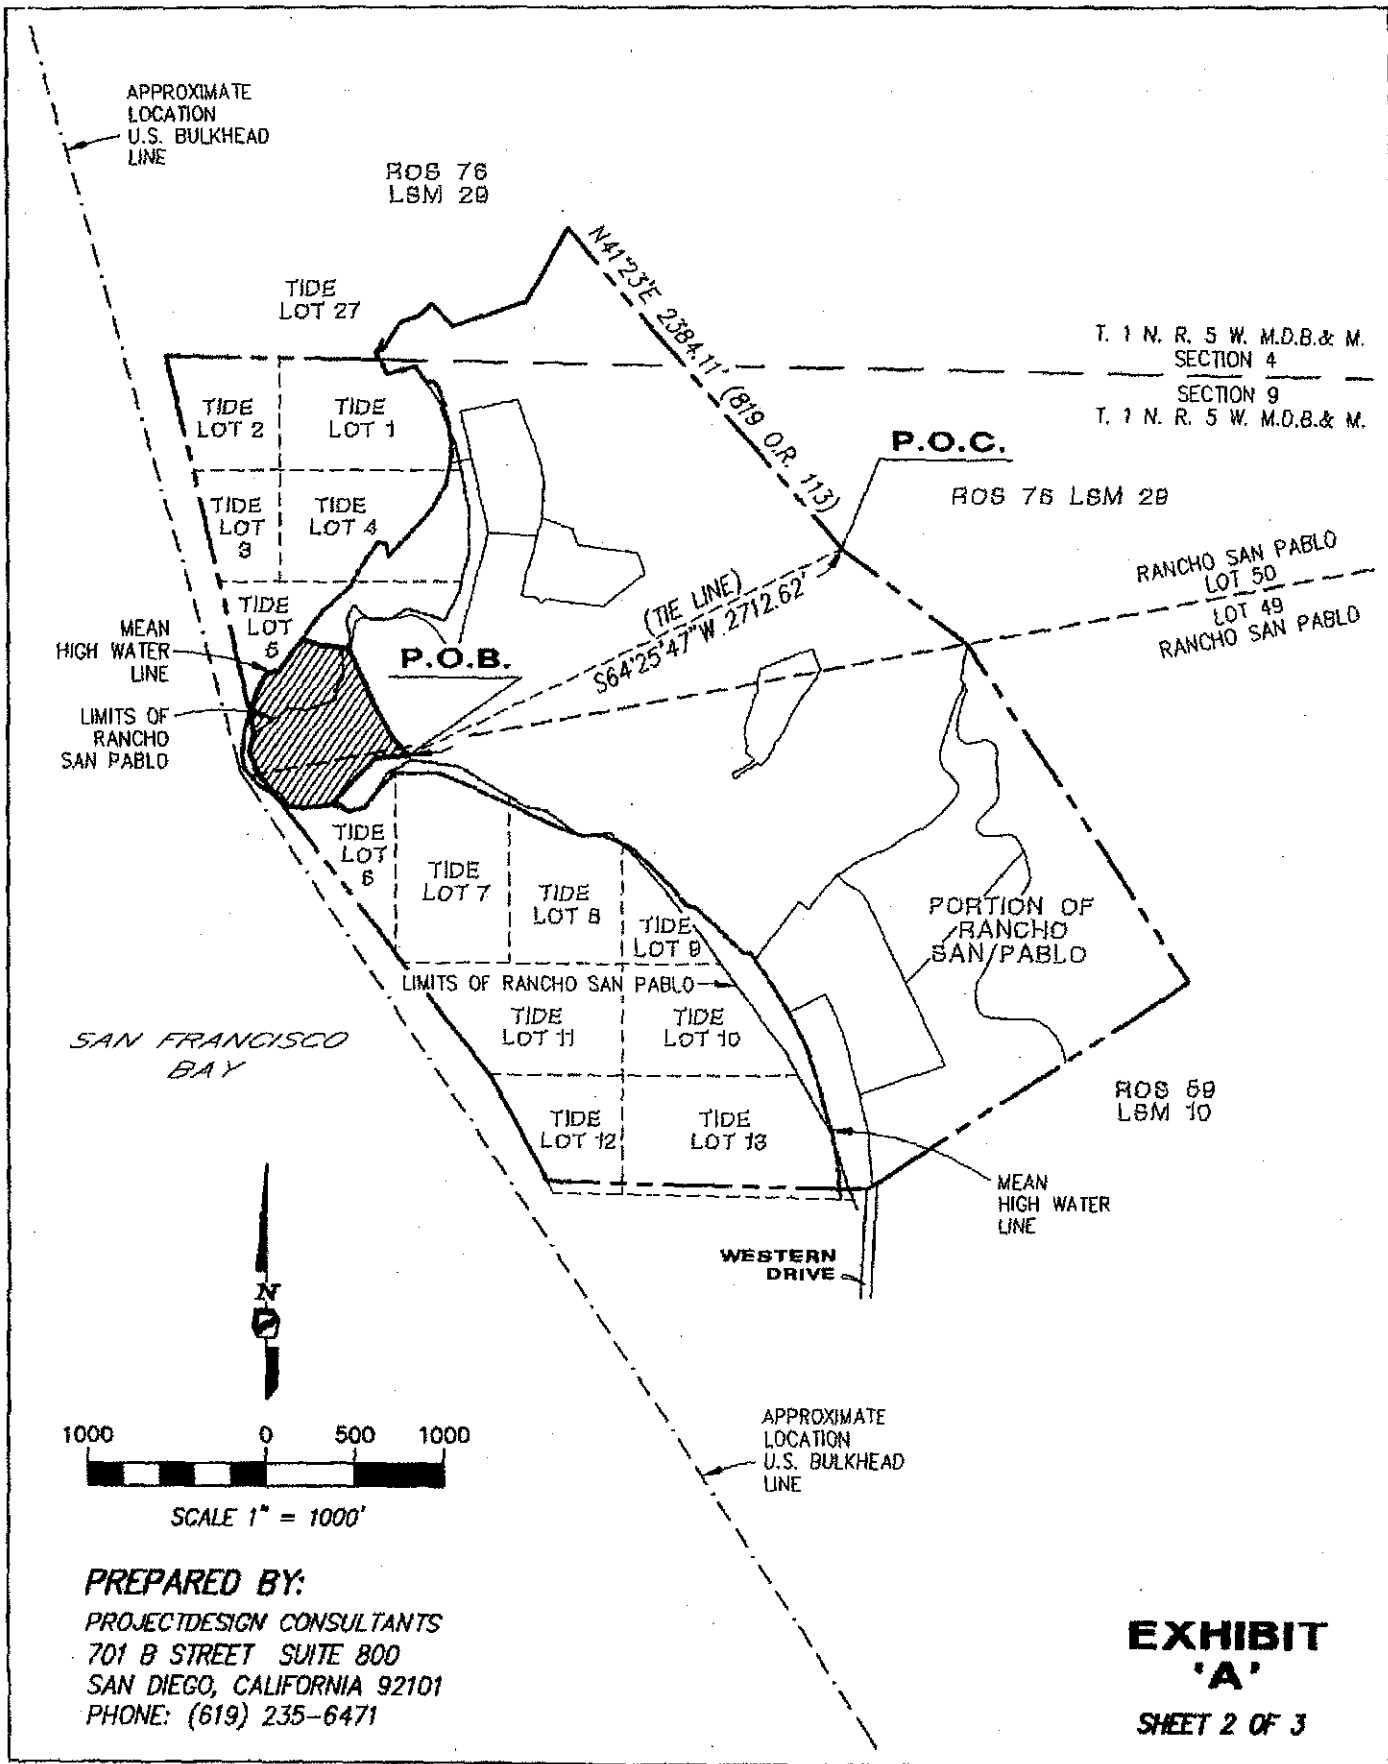 APPROXIMATE
LOCATION
U.S. BULKHEAD
LINE
ROS 76
LSM 29
TIDE
LOT 27
N41°23'E 2384.11' (819 O.R. 113)
T. 1 N. R. 5 W. M.D.B.& M.
SECTION 4
SECTION 9
T. 1 N. R. 5 W. M.D.B.& M.
TIDE
LOT 2
TIDE
LOT 1
P.O.C.
ROS 76 LSM 29
TIDE
LOT
3
TIDE
LOT 4
RANCHO SAN PABLO
LOT 50
LOT 49
RANCHO SAN PABLO
(TIE LINE)
S64°25'47"W 2712.62'
TIDE
LOT
5
MEAN
HIGH WATER
LINE
P.O.B.
LIMITS OF
RANCHO
SAN PABLO
TIDE
LOT
6
TIDE
LOT 7
TIDE
LOT 8
TIDE
LOT 9
PORTION OF
RANCHO
SAN PABLO
LIMITS OF RANCHO SAN PABLO
TIDE
LOT 11
TIDE
LOT 10
SAN FRANCISCO
BAY
ROS 59
LSM 10
TIDE
LOT 12
TIDE
LOT 13
MEAN
HIGH WATER
LINE
WESTERN
DRIVE
N
APPROXIMATE
LOCATION
U.S. BULKHEAD
LINE
1000 0 500 1000
SCALE 1" = 1000'
PREPARED BY:
PROJECTDESIGN CONSULTANTS
701 B STREET SUITE 800
SAN DIEGO, CALIFORNIA 92101
PHONE: (619) 235-6471
EXHIBIT
'A'
SHEET 2 OF 3